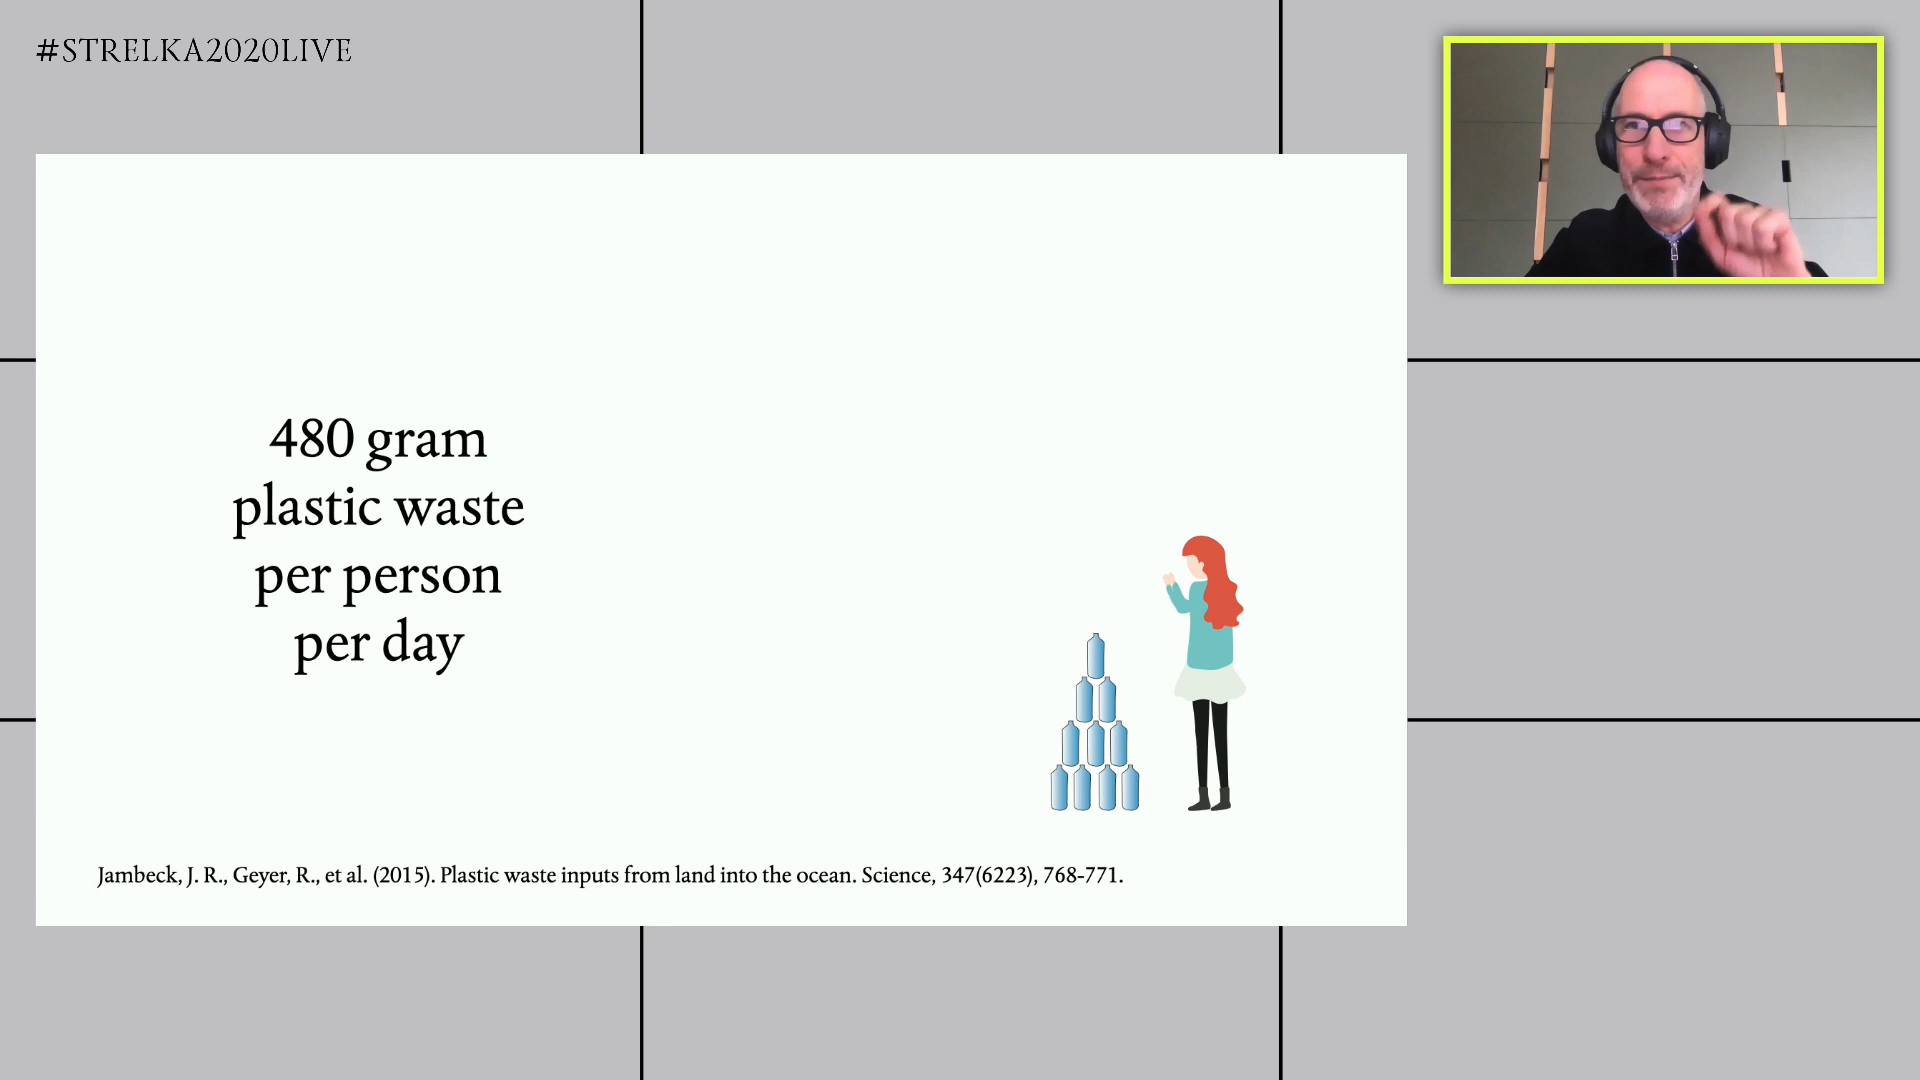 #STRELKA2020LIVE
480 gram
plastic waste
per person
per day
Jambeck, J. R., Geyer, R., et al. (2015). Plastic waste inputs from land into the ocean. Science, 347(6223), 768-771.